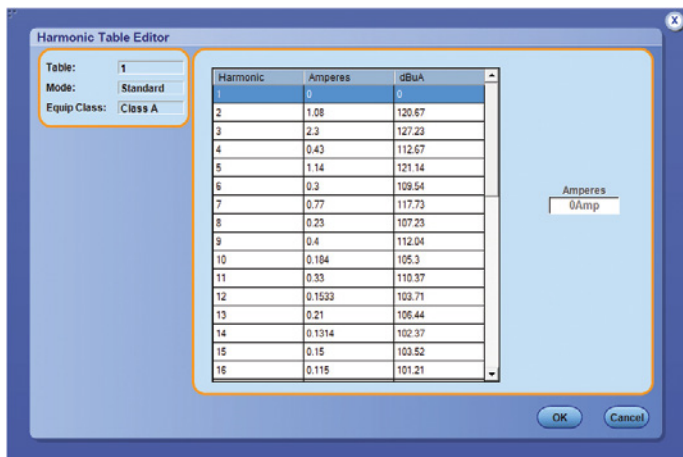 X
Harmonic Table Editor
Table: 1
Mode: Standard
Equip Class: Class A
Harmonic Amperes dBuA
1 0 0
2 1.08 120.67
3 2.3 127.23
4 0.43 112.67
5 1.14 121.14
6 0.3 109.54
7 0.77 117.73
8 0.23 107.23
9 0.4 112.04
10 0.184 105.3
11 0.33 110.37
12 0.1533 103.71
13 0.21 106.44
14 0.1314 102.37
15 0.15 103.52
16 0.115 101.21
Amperes
0Amp
OK Cancel